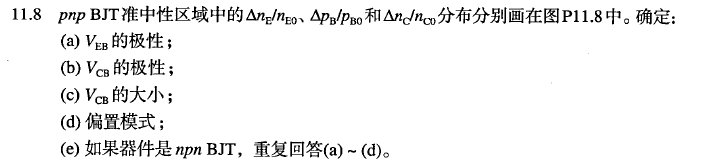 11.8 pnp BJT准中性区域中的Δn_E/n_E0、Δp_B/p_B0和Δn_C/n_C0分布分别画在图P11.8中。确定:
(a) V_EB的极性;
(b) V_CB的极性;
(c) V_CB的大小;
(d) 偏置模式;
(e) 如果器件是npn BJT，重复回答(a) ~ (d)。